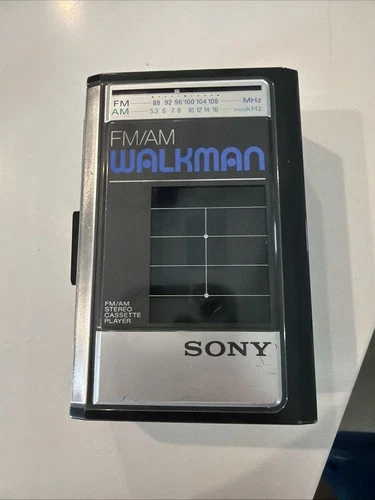 FM 88 92 96 100 104 108 MHz
AM 5.3 6 7 8 10 12 14 16 KHz
FM/AM
WALKMAN
FM/AM
STEREO
CASSETTE
PLAYER
SONY